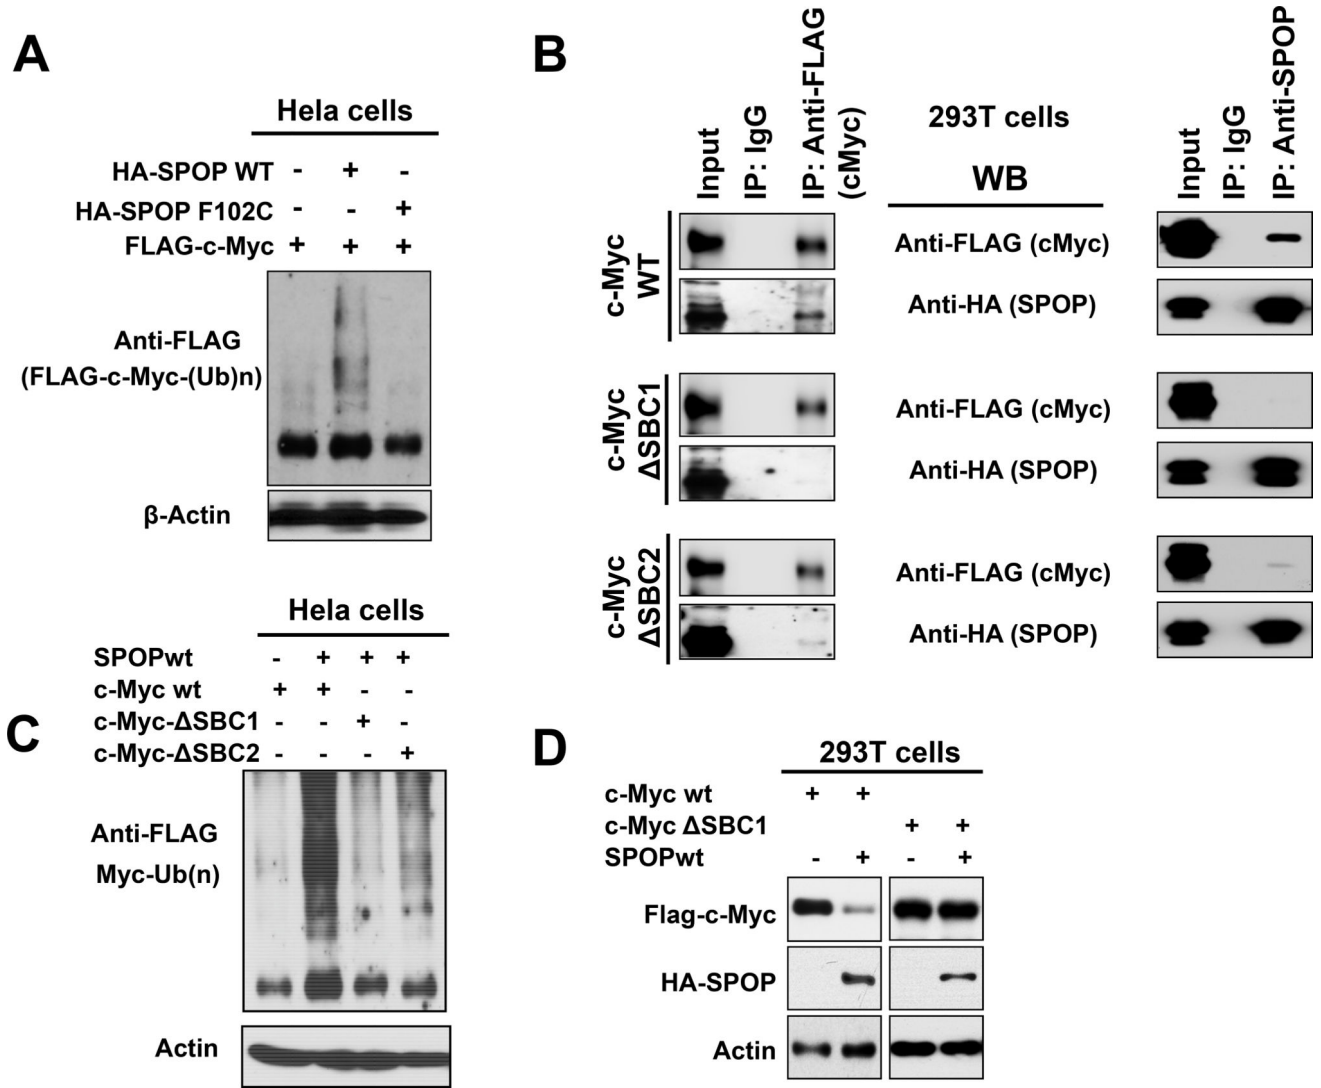 A
Hela cells
HA-SPOP WT - + -
HA-SPOP F102C - - +
FLAG-c-Myc + + +
Anti-FLAG
(FLAG-c-Myc-(Ub)n)
β-Actin
B
Input
IP: IgG
IP: Anti-FLAG
(cMyc)
293T cells
WB
Input
IP: IgG
IP: Anti-SPOP
c-Myc
WT
Anti-FLAG (cMyc)
Anti-HA (SPOP)
c-Myc
ΔSBC1
Anti-FLAG (cMyc)
Anti-HA (SPOP)
c-Myc
ΔSBC2
Anti-FLAG (cMyc)
Anti-HA (SPOP)
C
Hela cells
SPOPwt - + + +
c-Myc wt + + - -
c-Myc-ΔSBC1 - - + -
c-Myc-ΔSBC2 - - - +
Anti-FLAG
Myc-Ub(n)
Actin
D
293T cells
c-Myc wt + +
c-Myc ΔSBC1 + +
SPOPwt - + - +
Flag-c-Myc
HA-SPOP
Actin